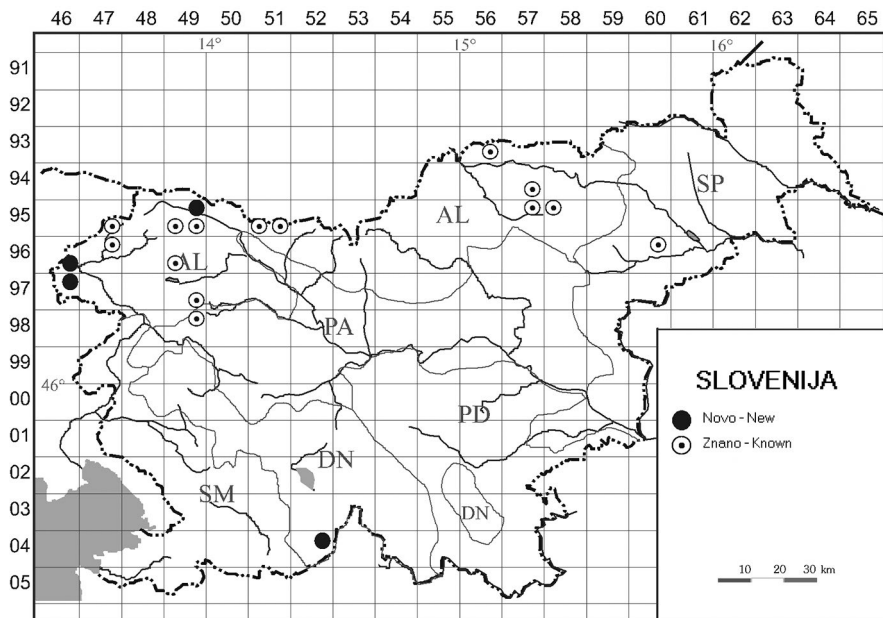 46 47 48 49 50 51 52 53 54 55 56 57 58 59 60 61 62 63 64 65
14° 15° 16°
91
92
93
94
SP
95
AL
96
AL
97
98
PA
99
46°
00
SLOVENIJA
PD
Novo - New
01
Znano - Known
02
DN
SM
03
DN
04
05
10 20 30 km